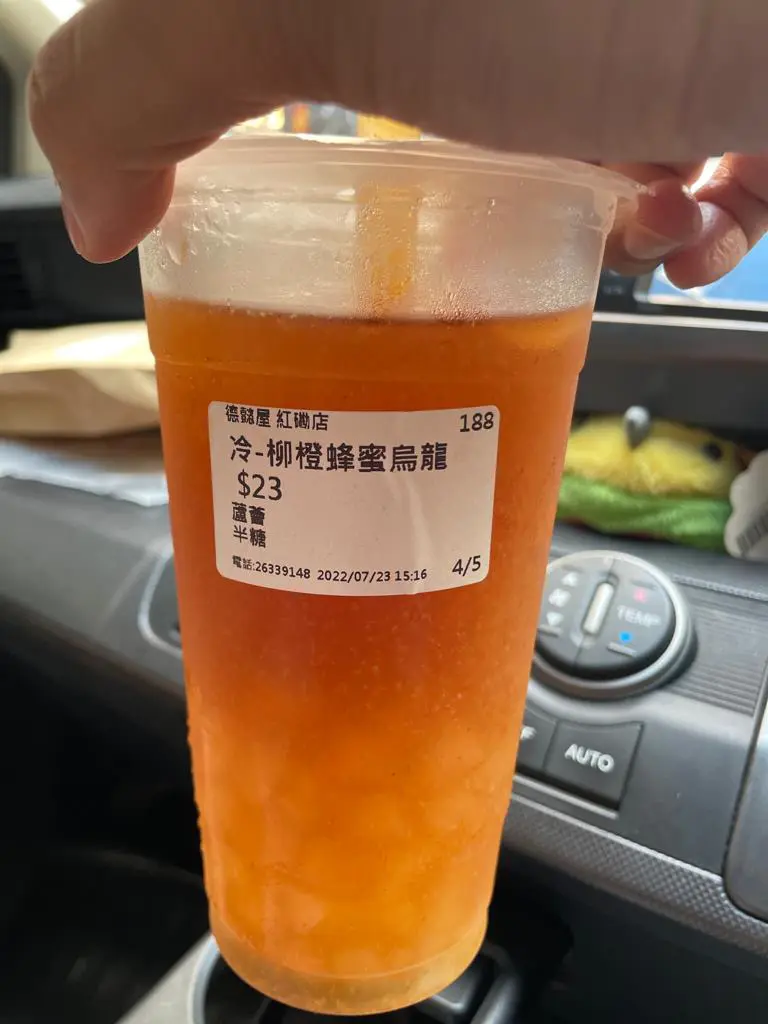 德懿屋 紅磡店 188
冷-柳橙蜂蜜烏龍
$23
蘆薈
半糖
電話:26339148 2022/07/23 15:16 4/5
TEMP
AUTO